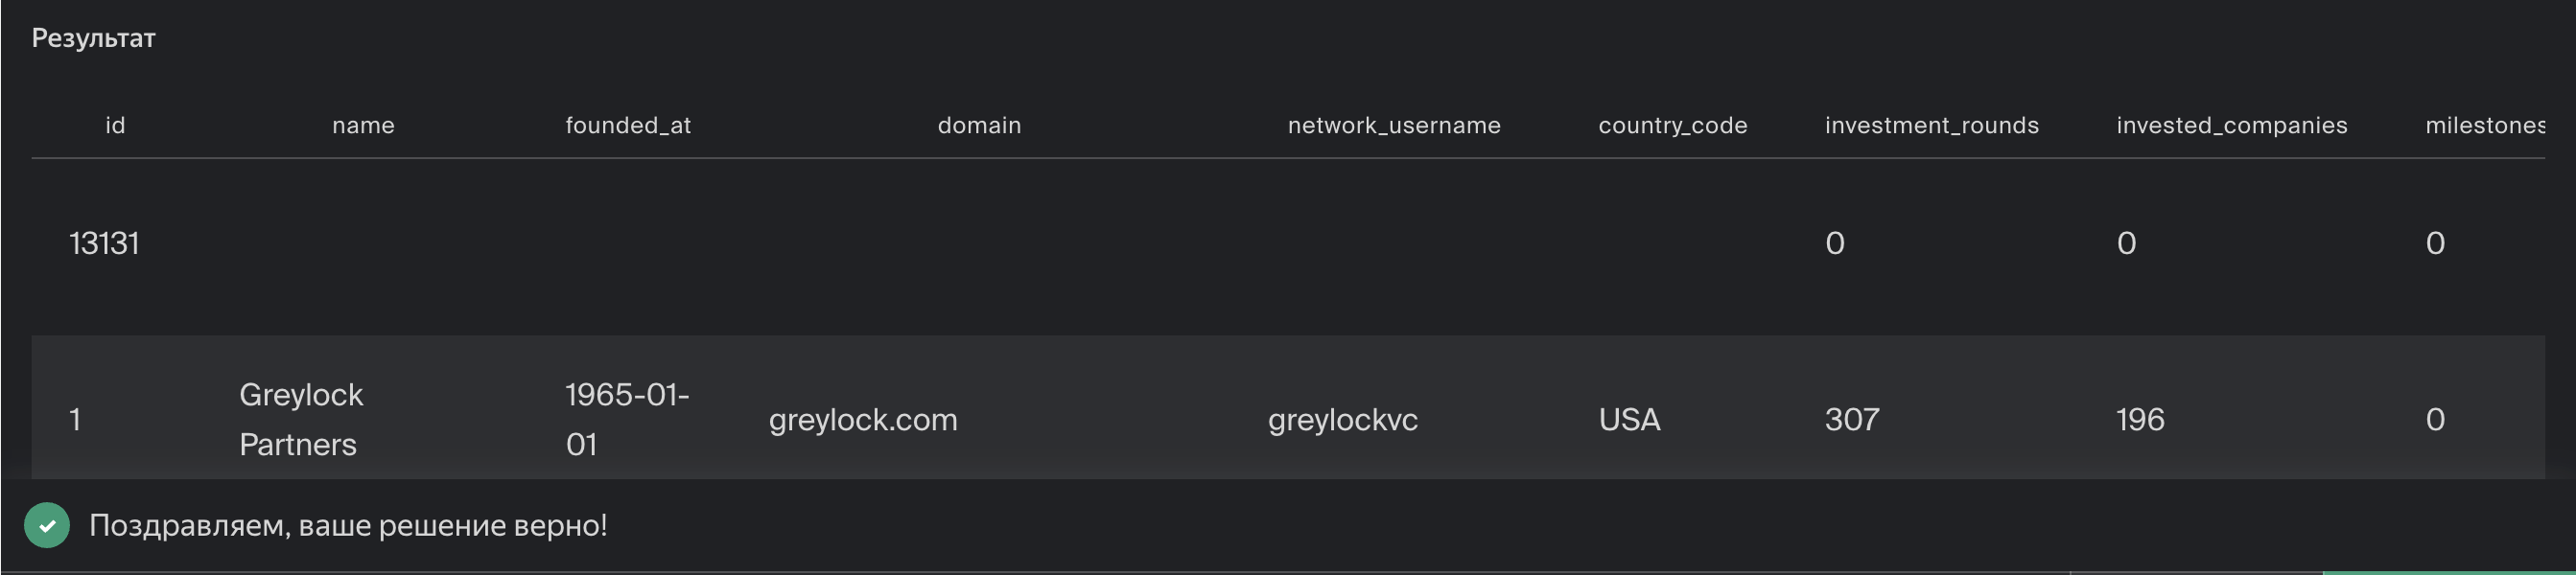 Результат
id name founded_at domain network_username country_code investment_rounds invested_companies milestones
13131 0 0 0
1 Greylock Partners 1965-01-01 greylock.com greylockvc USA 307 196 0
Поздравляем, ваше решение верно!